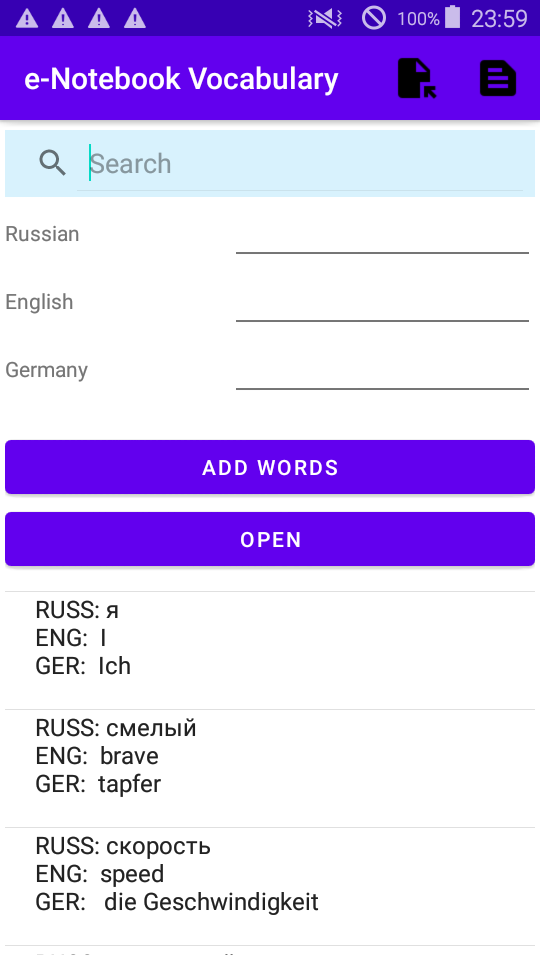 100% 23:59
e-Notebook Vocabulary
Search
Russian
English
Germany
ADD WORDS
OPEN
RUSS: я
ENG: I
GER: Ich
RUSS: смелый
ENG: brave
GER: tapfer
RUSS: скорость
ENG: speed
GER: die Geschwindigkeit